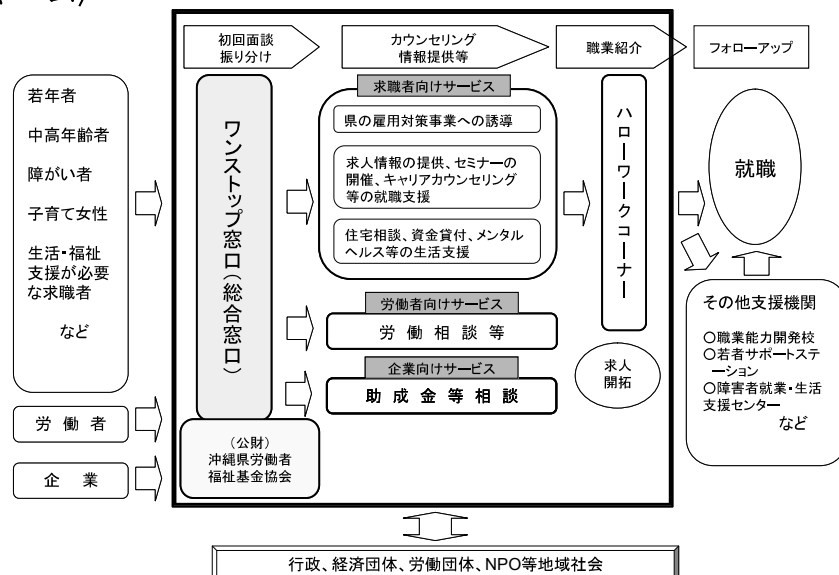 初回面談
振り分け
カウンセリング
情報提供等
職業紹介
フォローアップ
若年者
中高年齢者
障がい者
子育て女性
生活・福祉
支援が必要
な求職者
など
労働者
企業
ワンストップ窓口(総合窓口)
(公財)
沖縄県労働者
福祉基金協会
求職者向けサービス
県の雇用対策事業への誘導
求人情報の提供、セミナーの
開催、キャリアカウンセリング
等の就職支援
住宅相談、資金貸付、メンタル
ヘルス等の生活支援
労働者向けサービス
労働相談等
企業向けサービス
助成金等相談
ハローワークコーナー
求人
開拓
就職
その他支援機関
○職業能力開発校
○若者サポートステ
ーション
○障害者就業・生活
支援センター
など
行政、経済団体、労働団体、NPO等地域社会